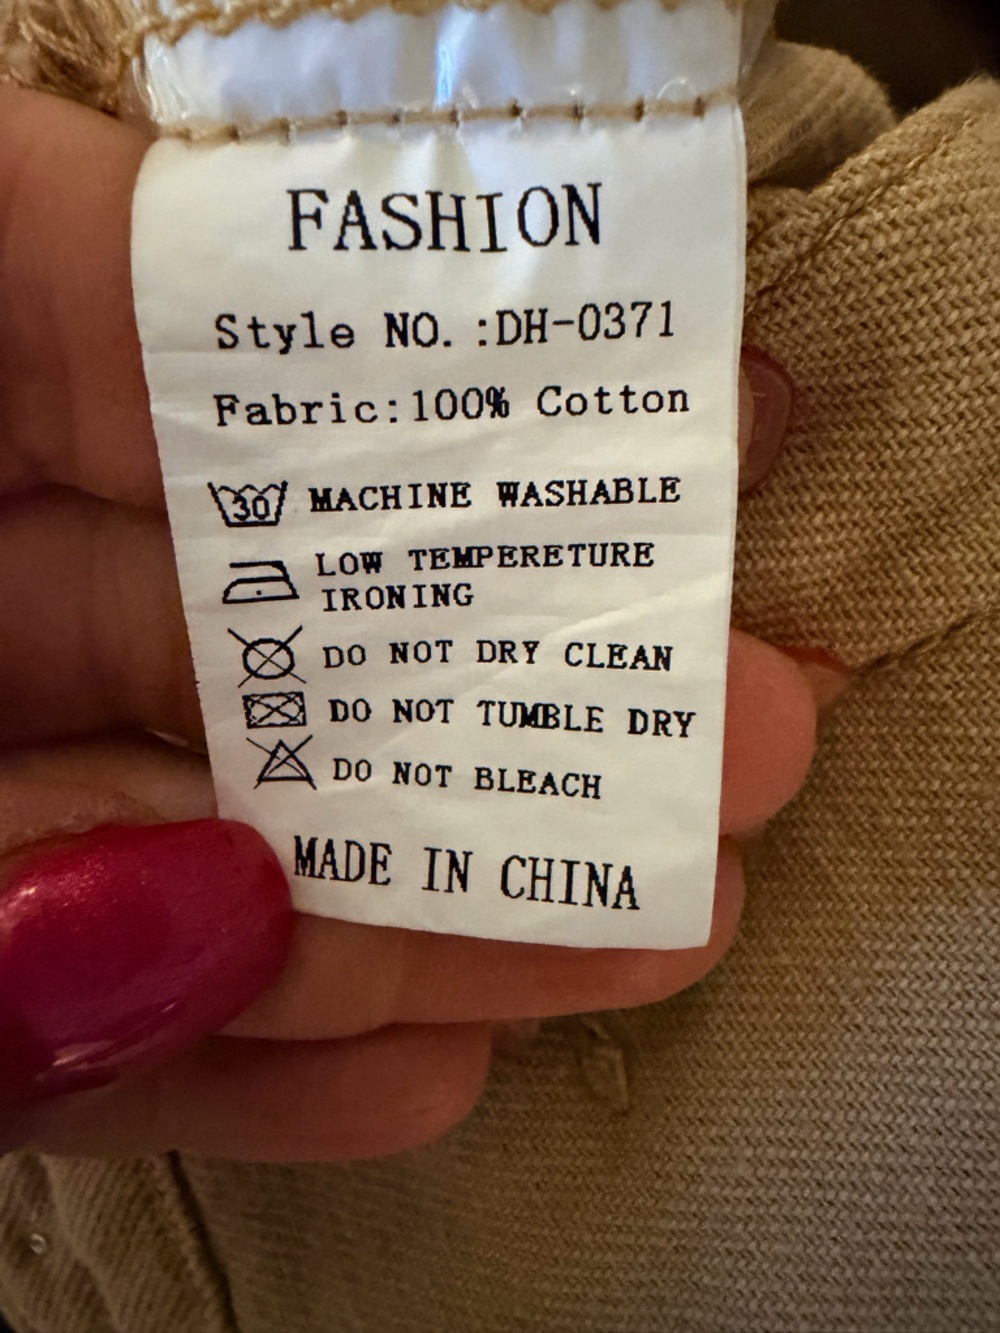 FASHION
Style NO. :DH-0371
Fabric:100% Cotton
30 MACHINE WASHABLE
LOW TEMPERETURE
IRONING
DO NOT DRY CLEAN
DO NOT TUMBLE DRY
DO NOT BLEACH
MADE IN CHINA